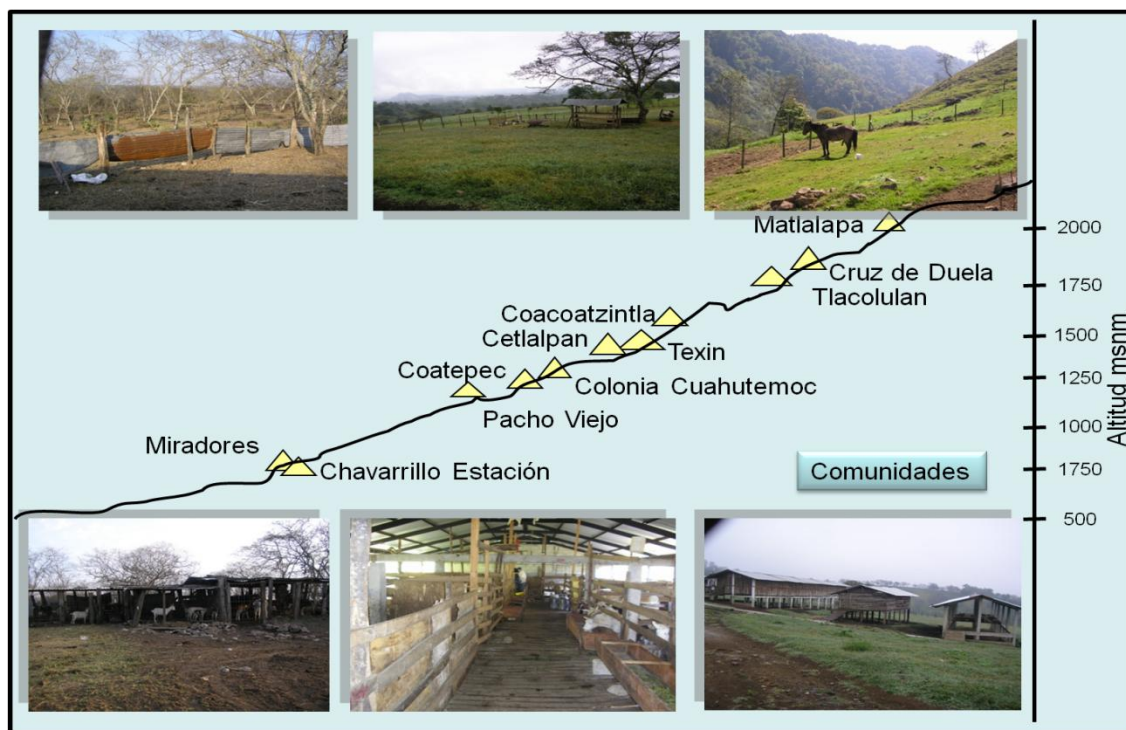 Matlalapa
2000
Cruz de Duela
1750
Tlacolulan
Coacoatzintla
1500
Cetlalpan
Texin
Coatepec
1250
Colonia Cuahutemoc
Pacho Viejo
1000
Miradores
Chavarrillo Estación
1750
Comunidades
500
Altitud msnm